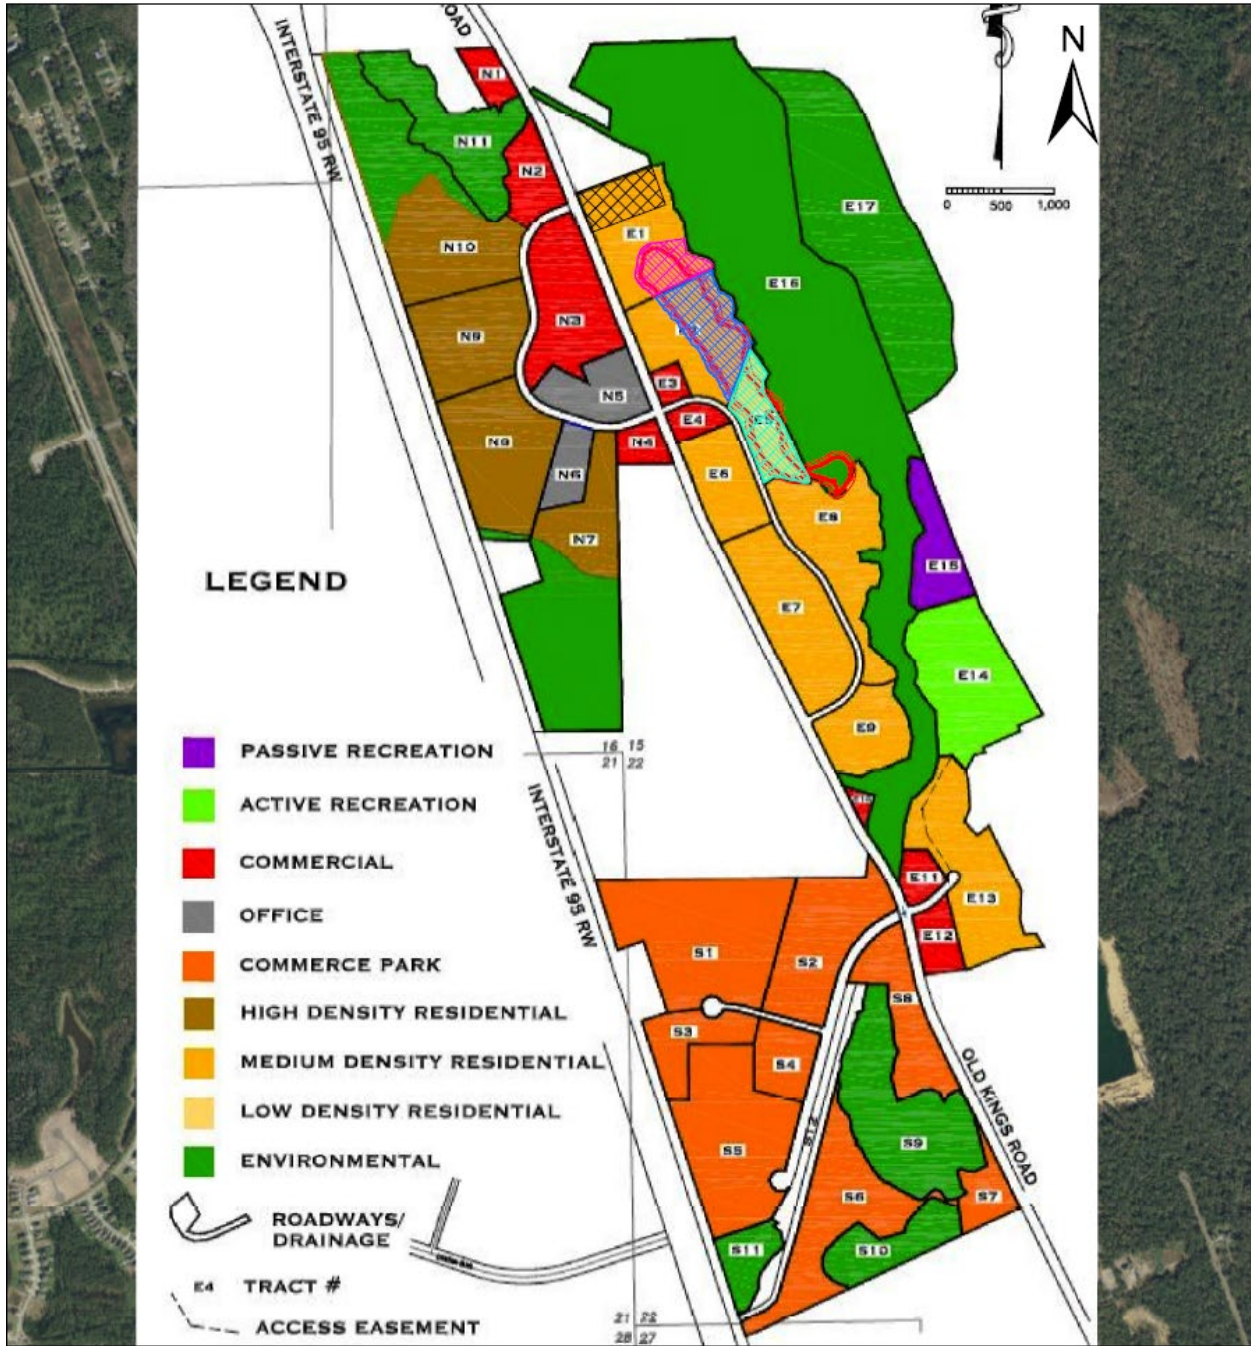 OLD KINGS ROAD
INTERSTATE 95 RW
N
0 500 1,000
N1
N11
N2
E17
E1
N10
E16
N3
N9
E3
N5
E4
N4
N8
N6
E6
E8
N7
E15
LEGEND
E7
E14
E9
16 15
21 22
PASSIVE RECREATION
ACTIVE RECREATION
COMMERCIAL
OFFICE
COMMERCE PARK
HIGH DENSITY RESIDENTIAL
MEDIUM DENSITY RESIDENTIAL
LOW DENSITY RESIDENTIAL
ENVIRONMENTAL
ROADWAYS/
DRAINAGE
E4 TRACT #
ACCESS EASEMENT
INTERSTATE 95 RW
E11
E13
E12
S1
S2
S8
S3
S4
OLD KINGS ROAD
S12
S9
S5
S6
S7
S11
S10
21 22
28 27